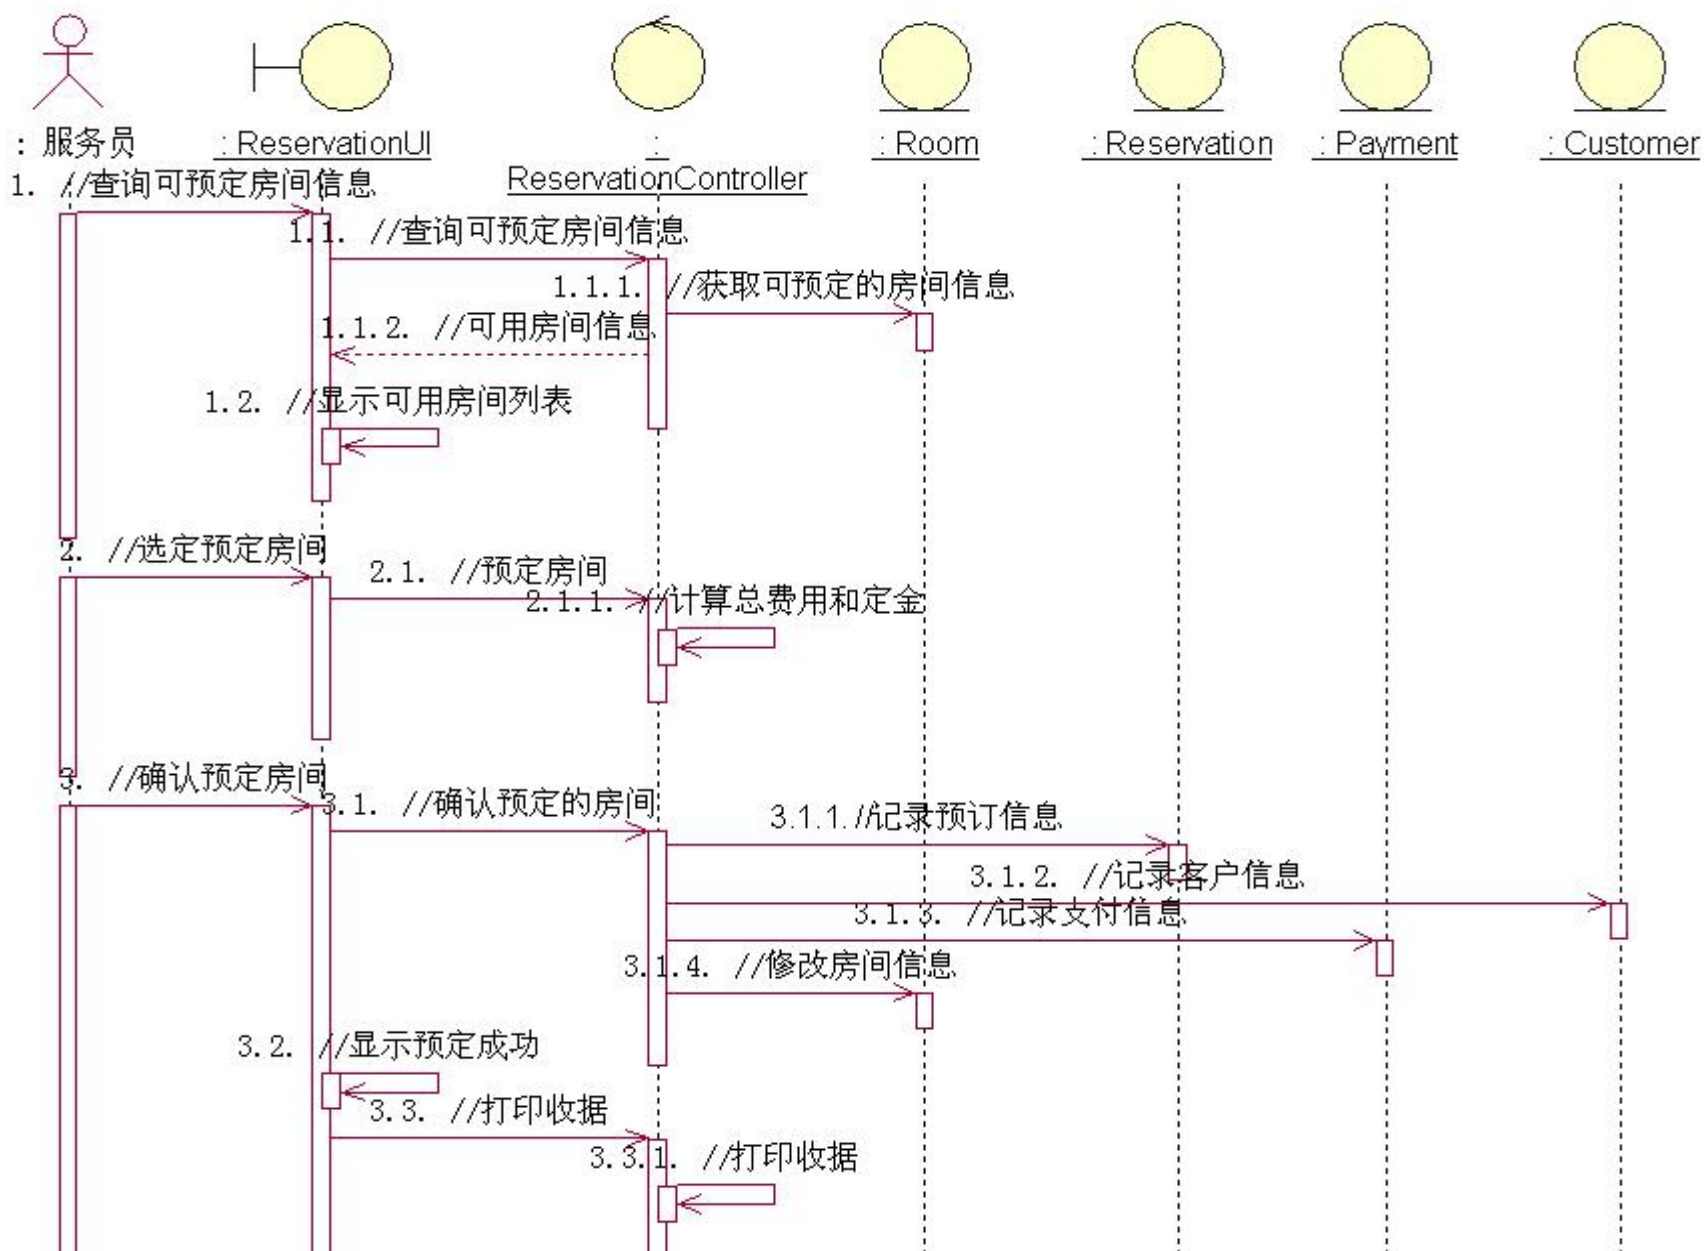 : 服务员
: ReservationUI
:
ReservationController
: Room
: Reservation
: Payment
: Customer
1. //查询可预定房间信息
1.1. //查询可预定房间信息
1.1.1. //获取可预定的房间信息
1.1.2. //可用房间信息
1.2. //显示可用房间列表
2. //选定预定房间
2.1. //预定房间
2.1.1. //计算总费用和定金
3. //确认预定房间
3.1. //确认预定的房间
3.1.1.//记录预订信息
3.1.2. //记录客户信息
3.1.3. //记录支付信息
3.1.4. //修改房间信息
3.2. //显示预定成功
3.3. //打印收据
3.3.1. //打印收据